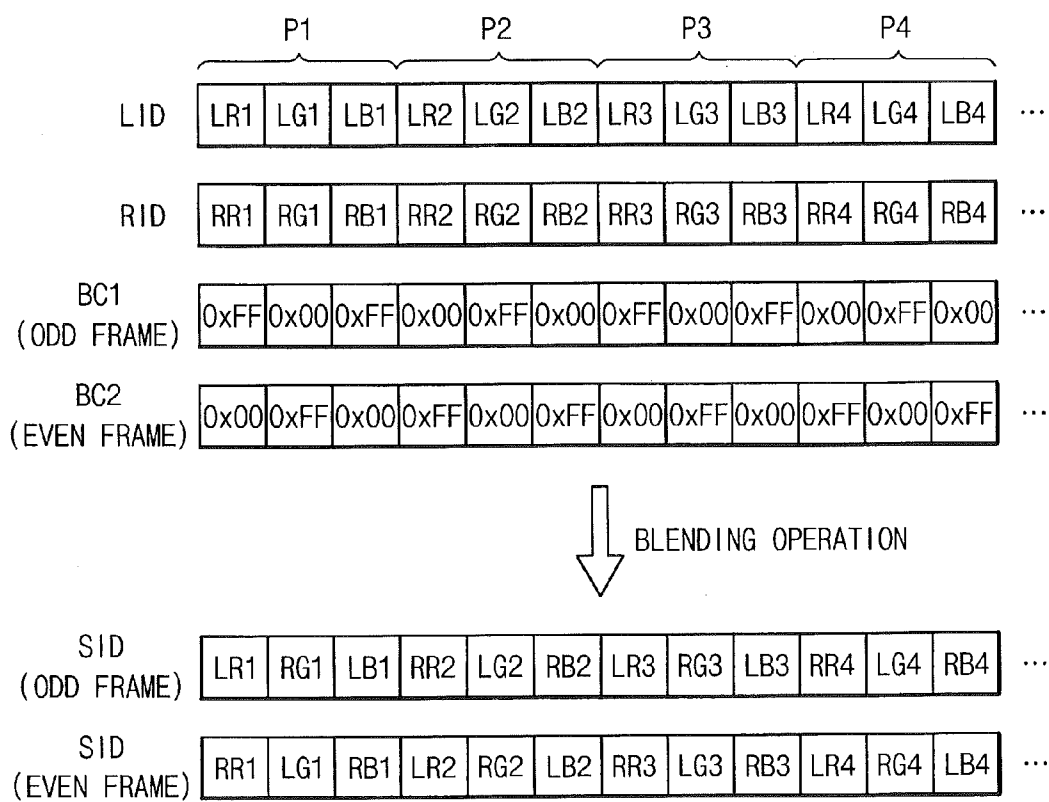 P1 P2 P3 P4
LID LR1 LG1 LB1 LR2 LG2 LB2 LR3 LG3 LB3 LR4 LG4 LB4 ...
RID RR1 RG1 RB1 RR2 RG2 RB2 RR3 RG3 RB3 RR4 RG4 RB4 ...
BC1
(ODD FRAME) 0xFF 0x00 0xFF 0x00 0xFF 0x00 0xFF 0x00 0xFF 0x00 0xFF 0x00 ...
BC2
(EVEN FRAME) 0x00 0xFF 0x00 0xFF 0x00 0xFF 0x00 0xFF 0x00 0xFF 0x00 0xFF ...
BLENDING OPERATION
SID
(ODD FRAME) LR1 RG1 LB1 RR2 LG2 RB2 LR3 RG3 LB3 RR4 LG4 RB4 ...
SID
(EVEN FRAME) RR1 LG1 RB1 LR2 RG2 LB2 RR3 LG3 RB3 LR4 RG4 LB4 ...